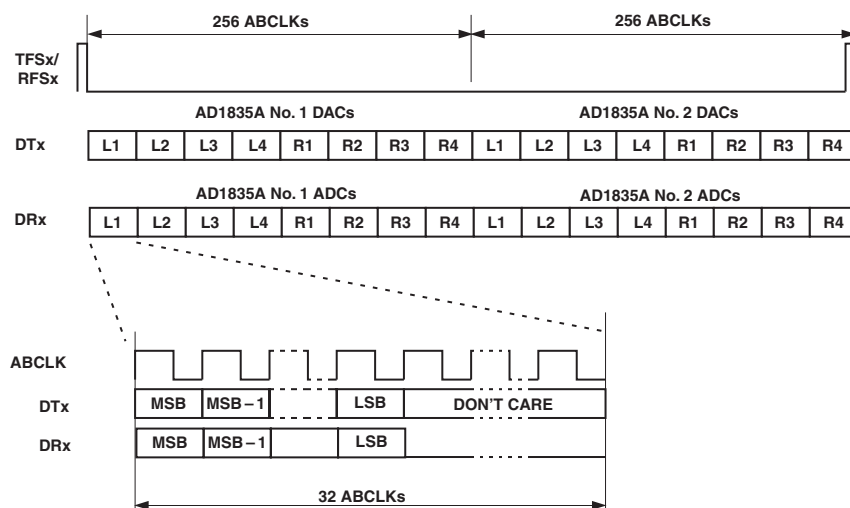 256 ABCLKs 256 ABCLKs
TFSx/
RFSx
AD1835A No. 1 DACs AD1835A No. 2 DACs
DTx L1 L2 L3 L4 R1 R2 R3 R4 L1 L2 L3 L4 R1 R2 R3 R4
AD1835A No. 1 ADCs AD1835A No. 2 ADCs
DRx L1 L2 L3 L4 R1 R2 R3 R4 L1 L2 L3 L4 R1 R2 R3 R4
ABCLK
DTx MSB MSB – 1 LSB DON'T CARE
DRx MSB MSB – 1 LSB
32 ABCLKs